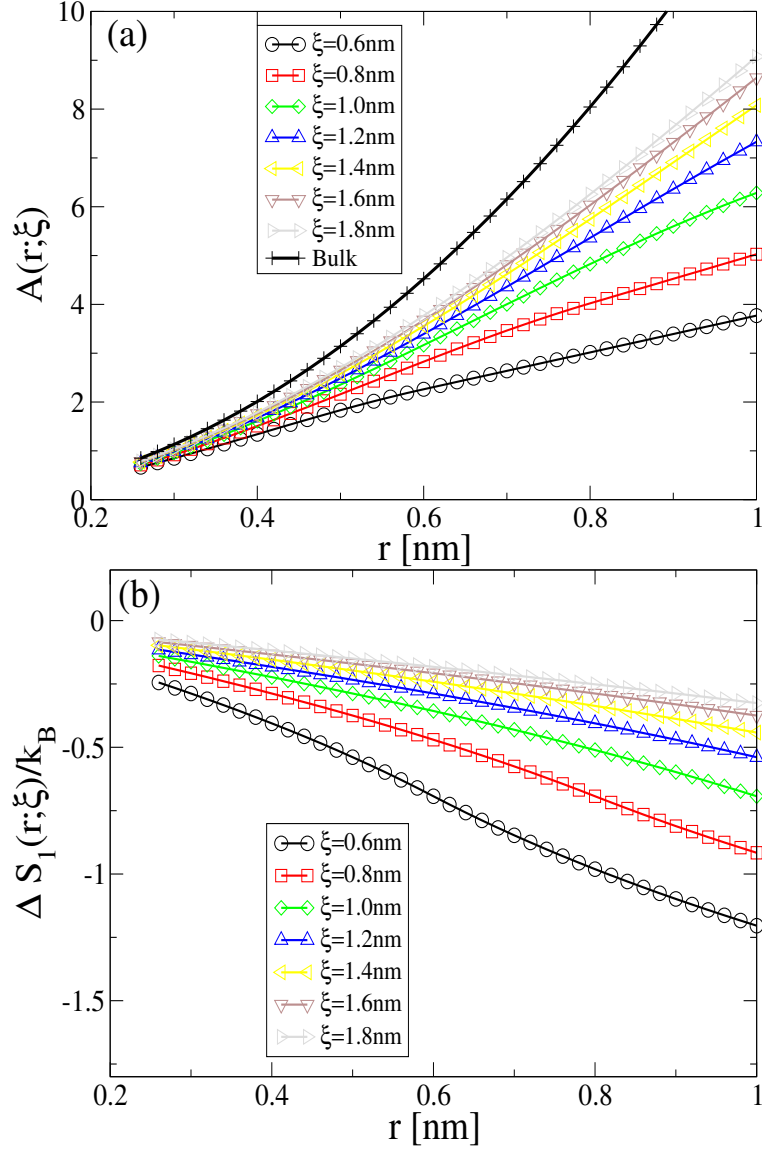 (a)
10
8
6
4
2
0
A(r;ξ)
ξ=0.6nm
ξ=0.8nm
ξ=1.0nm
ξ=1.2nm
ξ=1.4nm
ξ=1.6nm
ξ=1.8nm
Bulk
0.2 0.4 0.6 0.8 1
r [nm]
(b)
0
-0.5
-1
-1.5
Δ S₁(r;ξ)/k_B
ξ=0.6nm
ξ=0.8nm
ξ=1.0nm
ξ=1.2nm
ξ=1.4nm
ξ=1.6nm
ξ=1.8nm
0.2 0.4 0.6 0.8 1
r [nm]